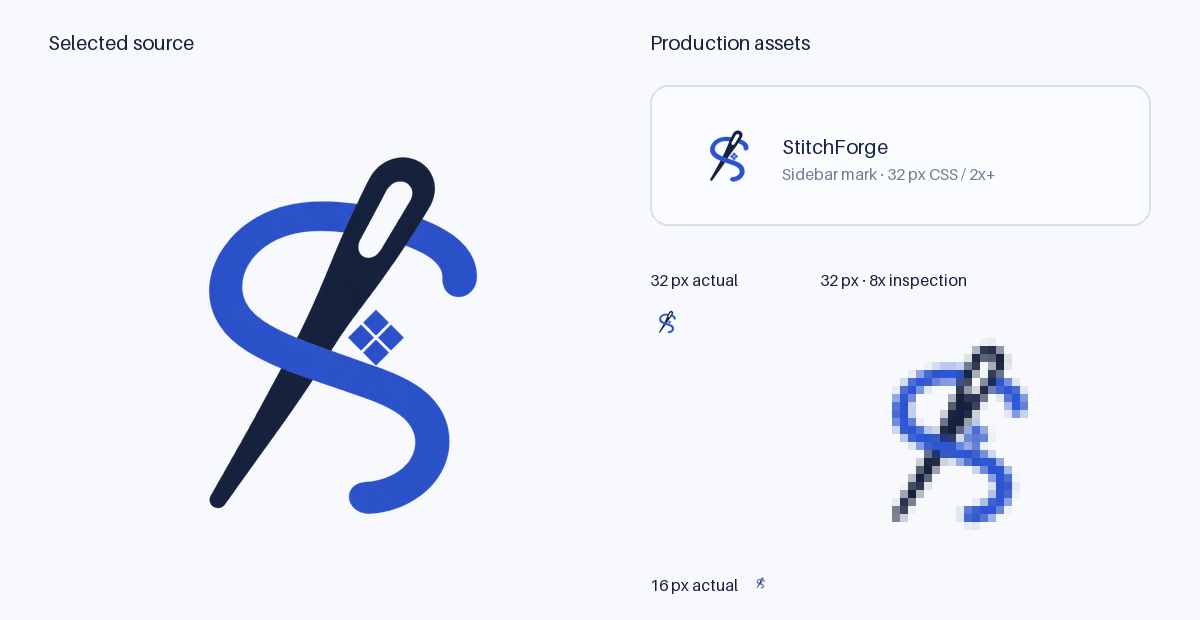 Selected source
Production assets
StitchForge
Sidebar mark · 32 px CSS / 2x+
32 px actual
32 px · 8x inspection
16 px actual